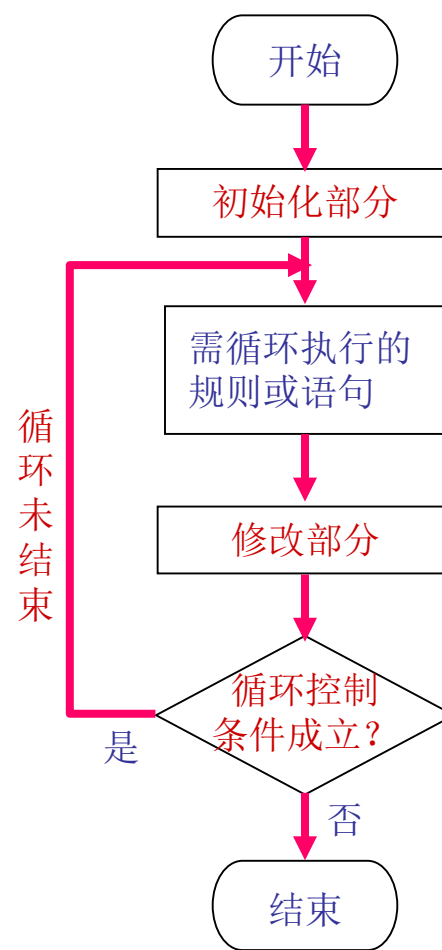 开始
初始化部分
需循环执行的
规则或语句
循
环
未
结
束
修改部分
循环控制
条件成立？
是
否
结束